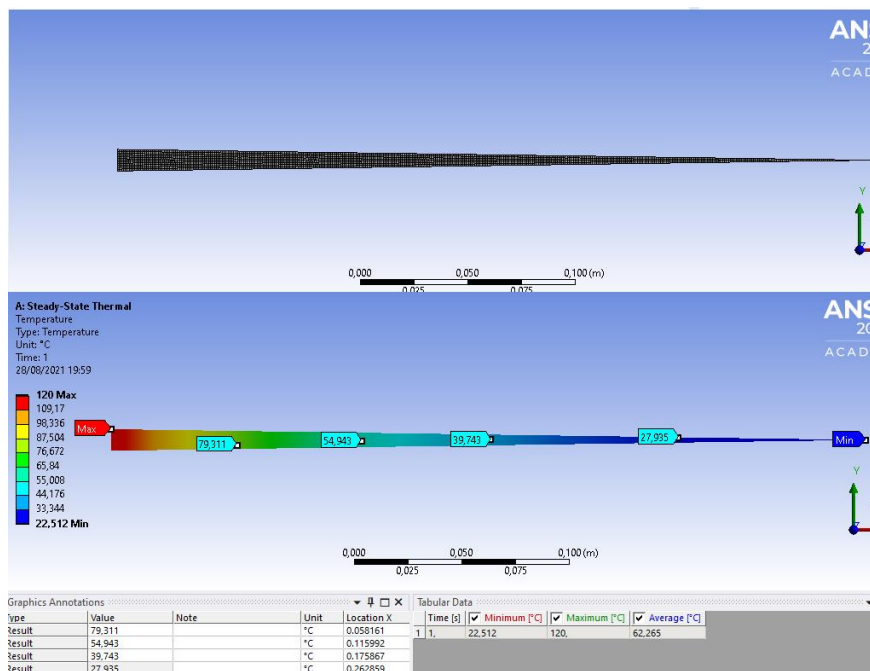 ANS
2
ACAD
Y
0,000 0,050 0,100 (m)
0,025 0,075
A: Steady-State Thermal
Temperature
Type: Temperature
Unit: °C
Time: 1
28/08/2021 19:59
ANS
20
ACAD
120 Max
109,17
98,336
87,504
76,672
65,84
55,008
44,176
33,344
22,512 Min
Max
79,311
54,943
39,743
27,935
Min
Y
0,000 0,050 0,100 (m)
0,025 0,075
Graphics Annotations
Type Value Note Unit Location X
Result 79,311 °C 0.058161
Result 54,943 °C 0.115992
Result 39,743 °C 0.175867
Result 27,935 °C 0.262859
Tabular Data
Time [s] Minimum [°C] Maximum [°C] Average [°C]
1 1, 22,512 120, 62,265